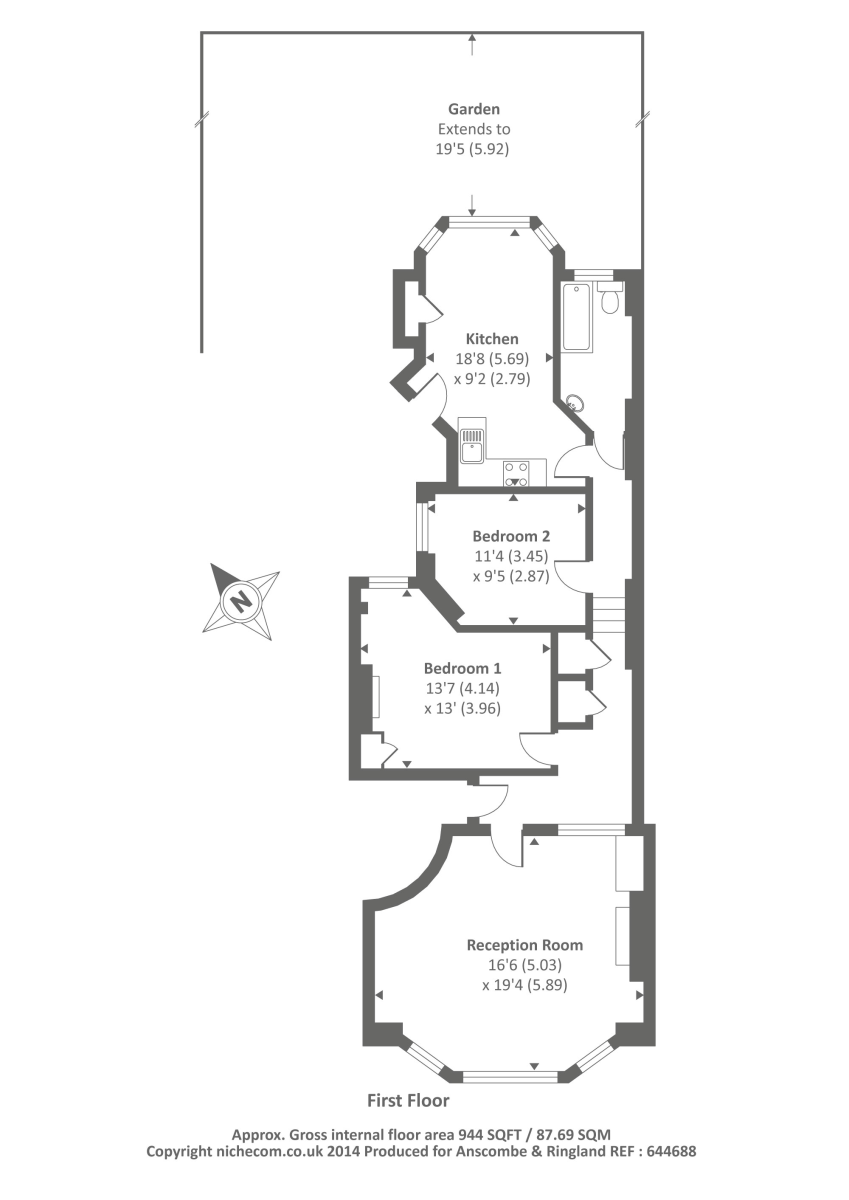 Garden
Extends to
19'5 (5.92)
Kitchen
18'8 (5.69)
x 9'2 (2.79)
Bedroom 2
11'4 (3.45)
x 9'5 (2.87)
N
Bedroom 1
13'7 (4.14)
x 13' (3.96)
Reception Room
16'6 (5.03)
x 19'4 (5.89)
First Floor
Approx. Gross internal floor area 944 SQFT / 87.69 SQM
Copyright nichecom.co.uk 2014 Produced for Anscombe & Ringland REF : 644688